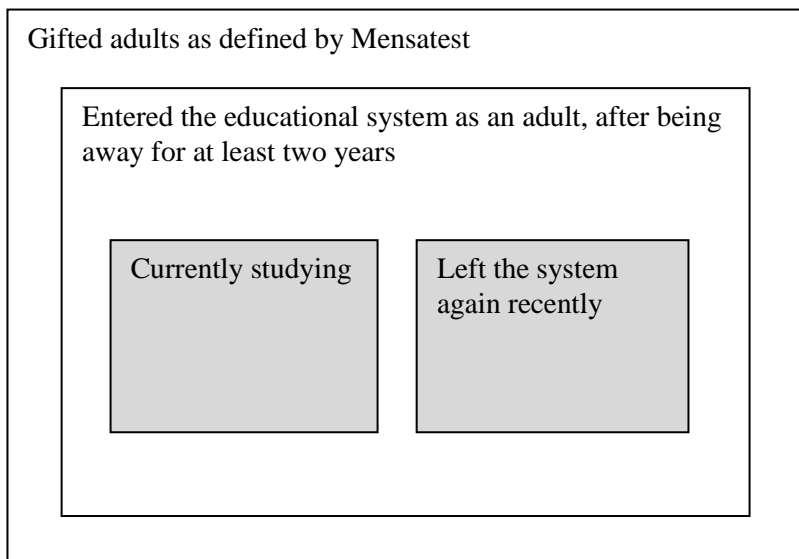 Gifted adults as defined by Mensatest
Entered the educational system as an adult, after being
away for at least two years
Currently studying
Left the system
again recently